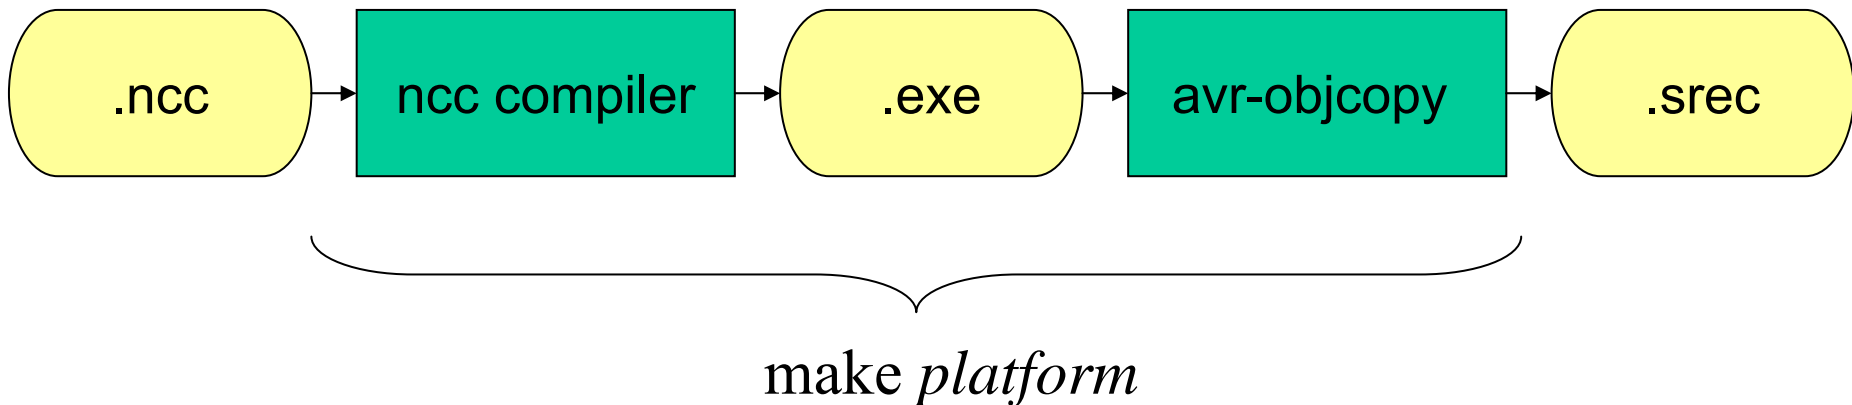 .ncc ncc compiler .exe avr-objcopy .srec
make platform